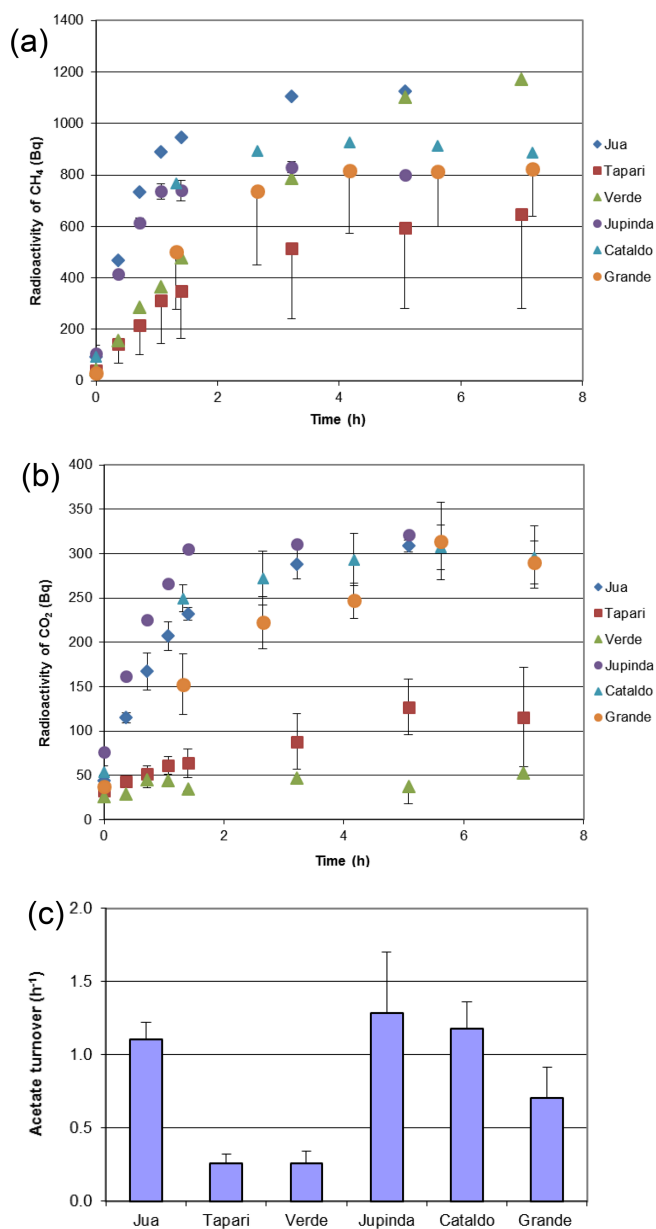 (a)
1400
1200
1000
800
600
400
200
0
Radioactivity of CH₄ (Bq)
0 2 4 6 8
Time (h)
Jua
Tapari
Verde
Jupinda
Cataldo
Grande
(b)
400
350
300
250
200
150
100
50
0
Radioactivity of CO₂ (Bq)
0 2 4 6 8
Time (h)
Jua
Tapari
Verde
Jupinda
Cataldo
Grande
(c)
2.0
1.5
1.0
0.5
0.0
Acetate turnover (h⁻¹)
Jua Tapari Verde Jupinda Cataldo Grande